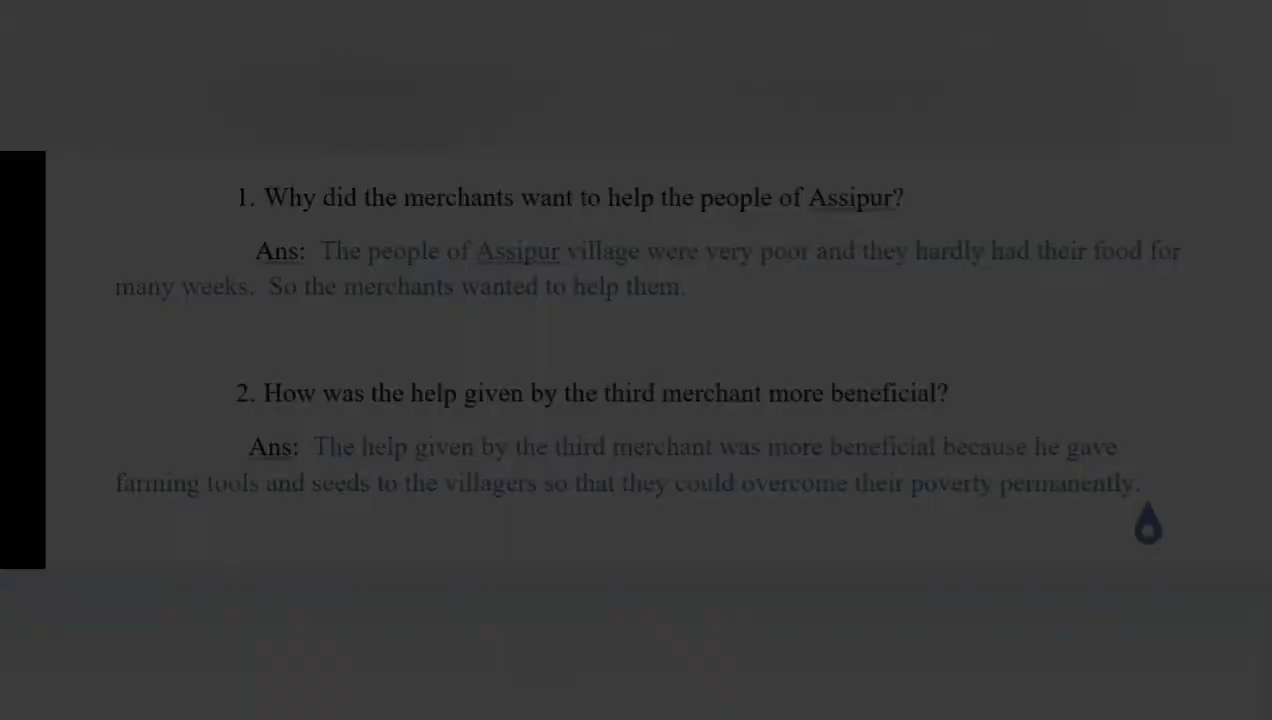 1. Why did the merchants want to help the people of Assipur?
Ans: The people of Assipur village were very poor and they hardly had their food for
many weeks. So the merchants wanted to help them.
2. How was the help given by the third merchant more beneficial?
Ans: The help given by the third merchant was more beneficial because he gave
farming tools and seeds to the villagers so that they could overcome their poverty permanently.